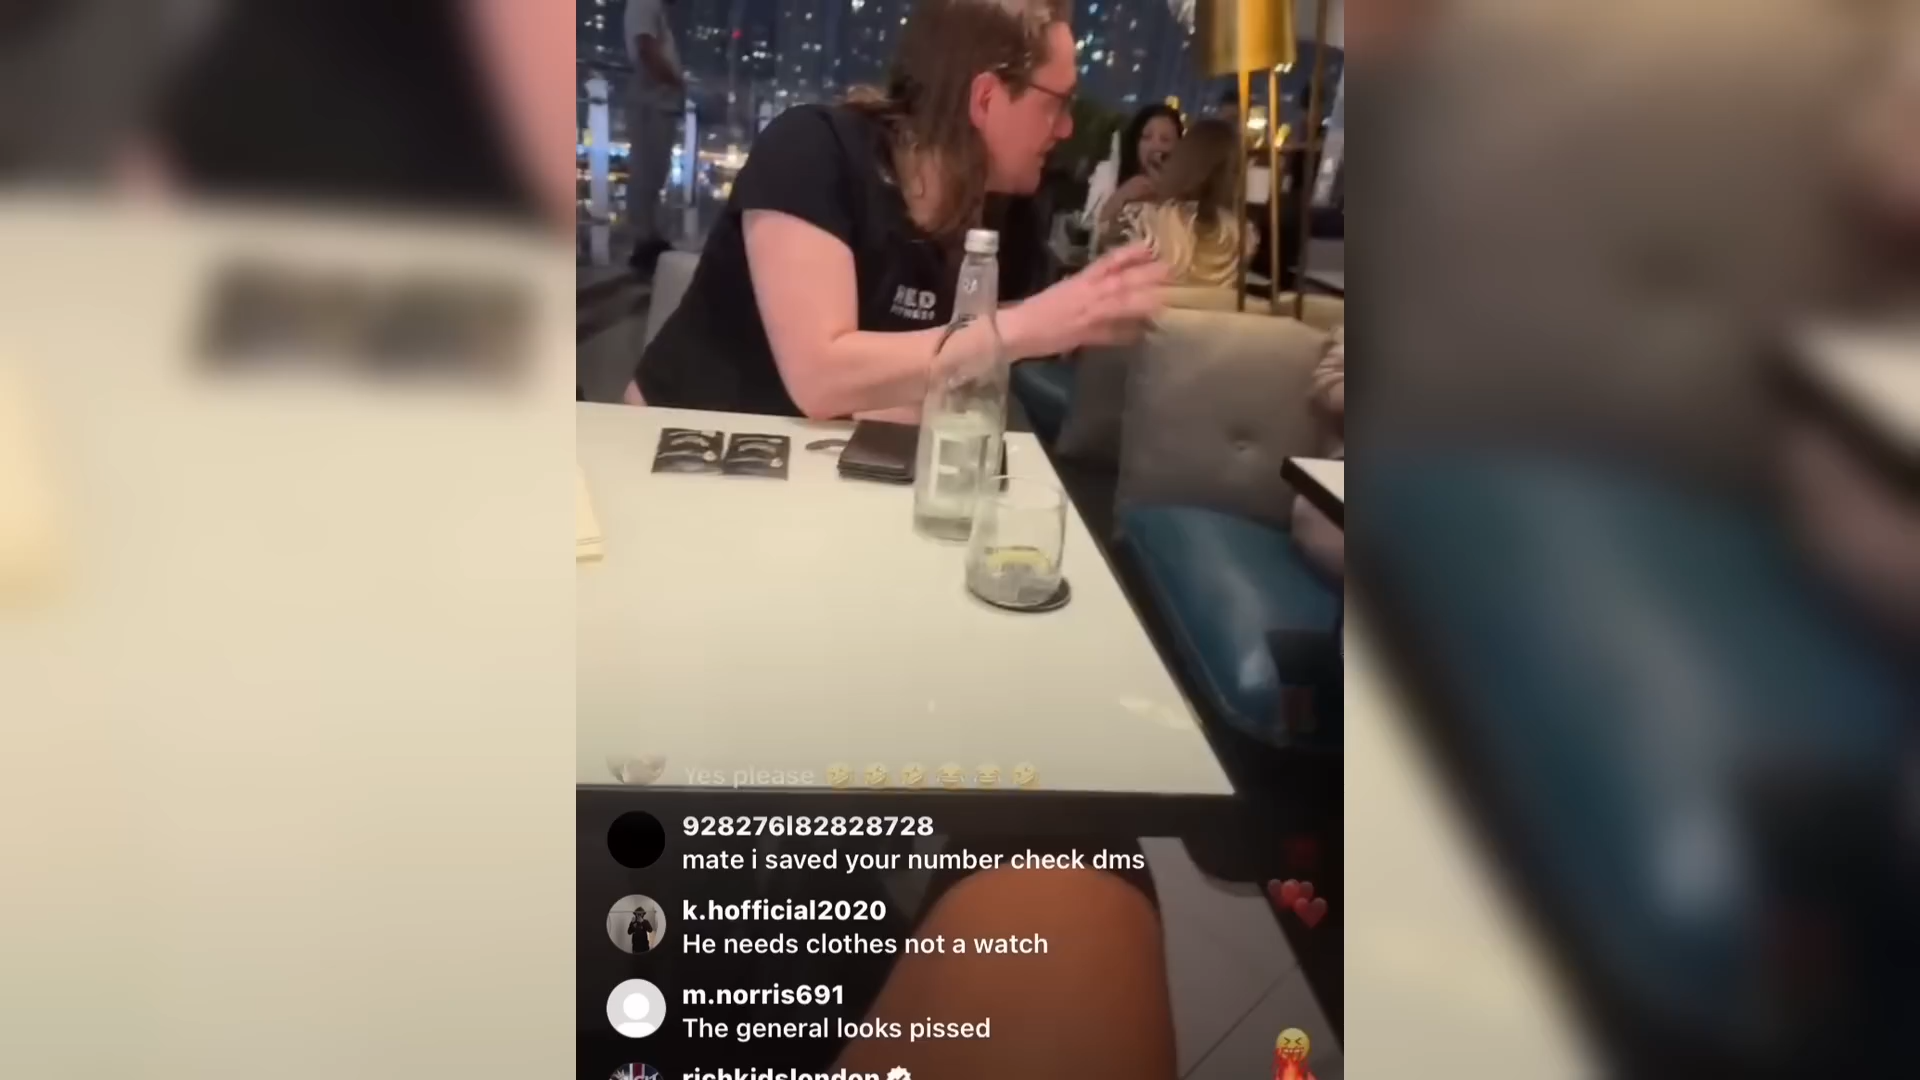 Yes please 🤣🤣🤣😂😂🤣
928276l82828728
mate i saved your number check dms
k.hofficial2020
He needs clothes not a watch
m.norris691
The general looks pissed
richkidslondon